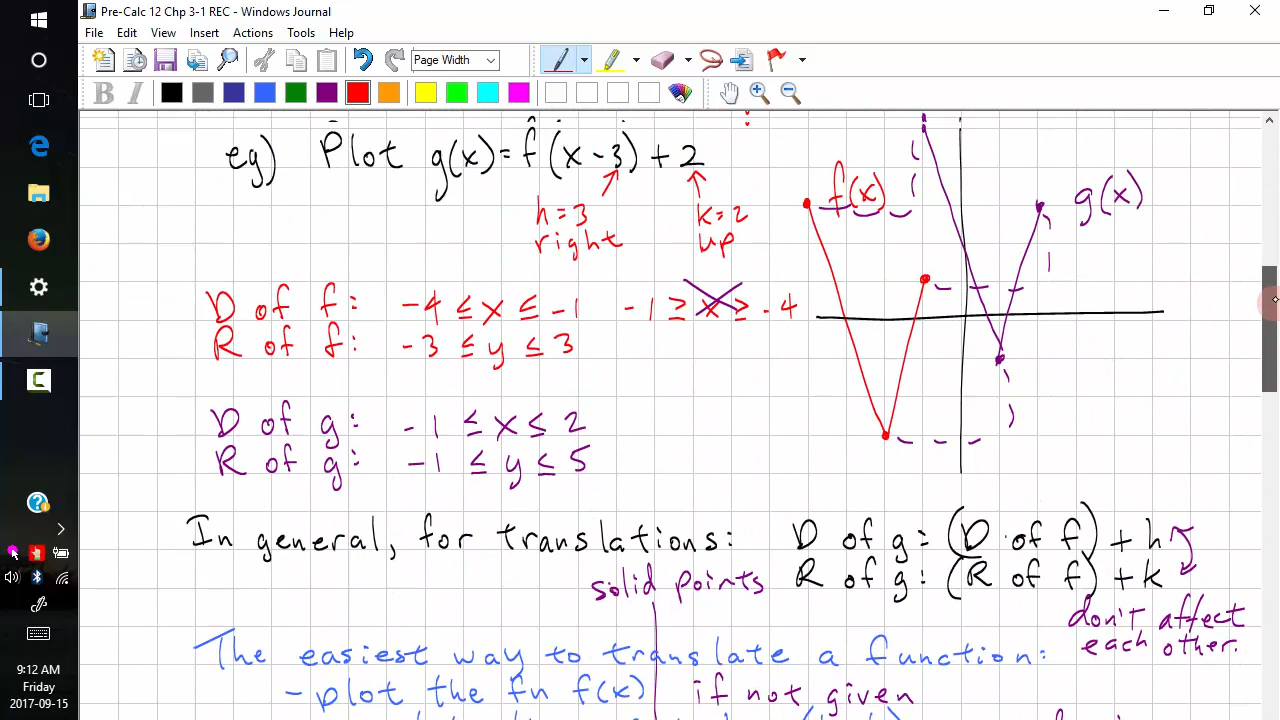 Pre-Calc 12 Chp 3-1 REC - Windows Journal
File Edit View Insert Actions Tools Help
Page Width
B I
eg) Plot g(x)=f(x-3)+2
h=3
right
k=2
up
f(x)
g(x)
D of f: -4 ≤ x ≤ -1 -1 ≥ x ≥ -4
R of f: -3 ≤ y ≤ 3
D of g: -1 ≤ x ≤ 2
R of g: -1 ≤ y ≤ 5
In general, for translations: D of g: (D of f) + h
R of g: (R of f) + k
solid points
don't affect
each other.
The easiest way to translate a function:
- plot the fn f(x) if not given
9:12 AM
Friday
2017-09-15